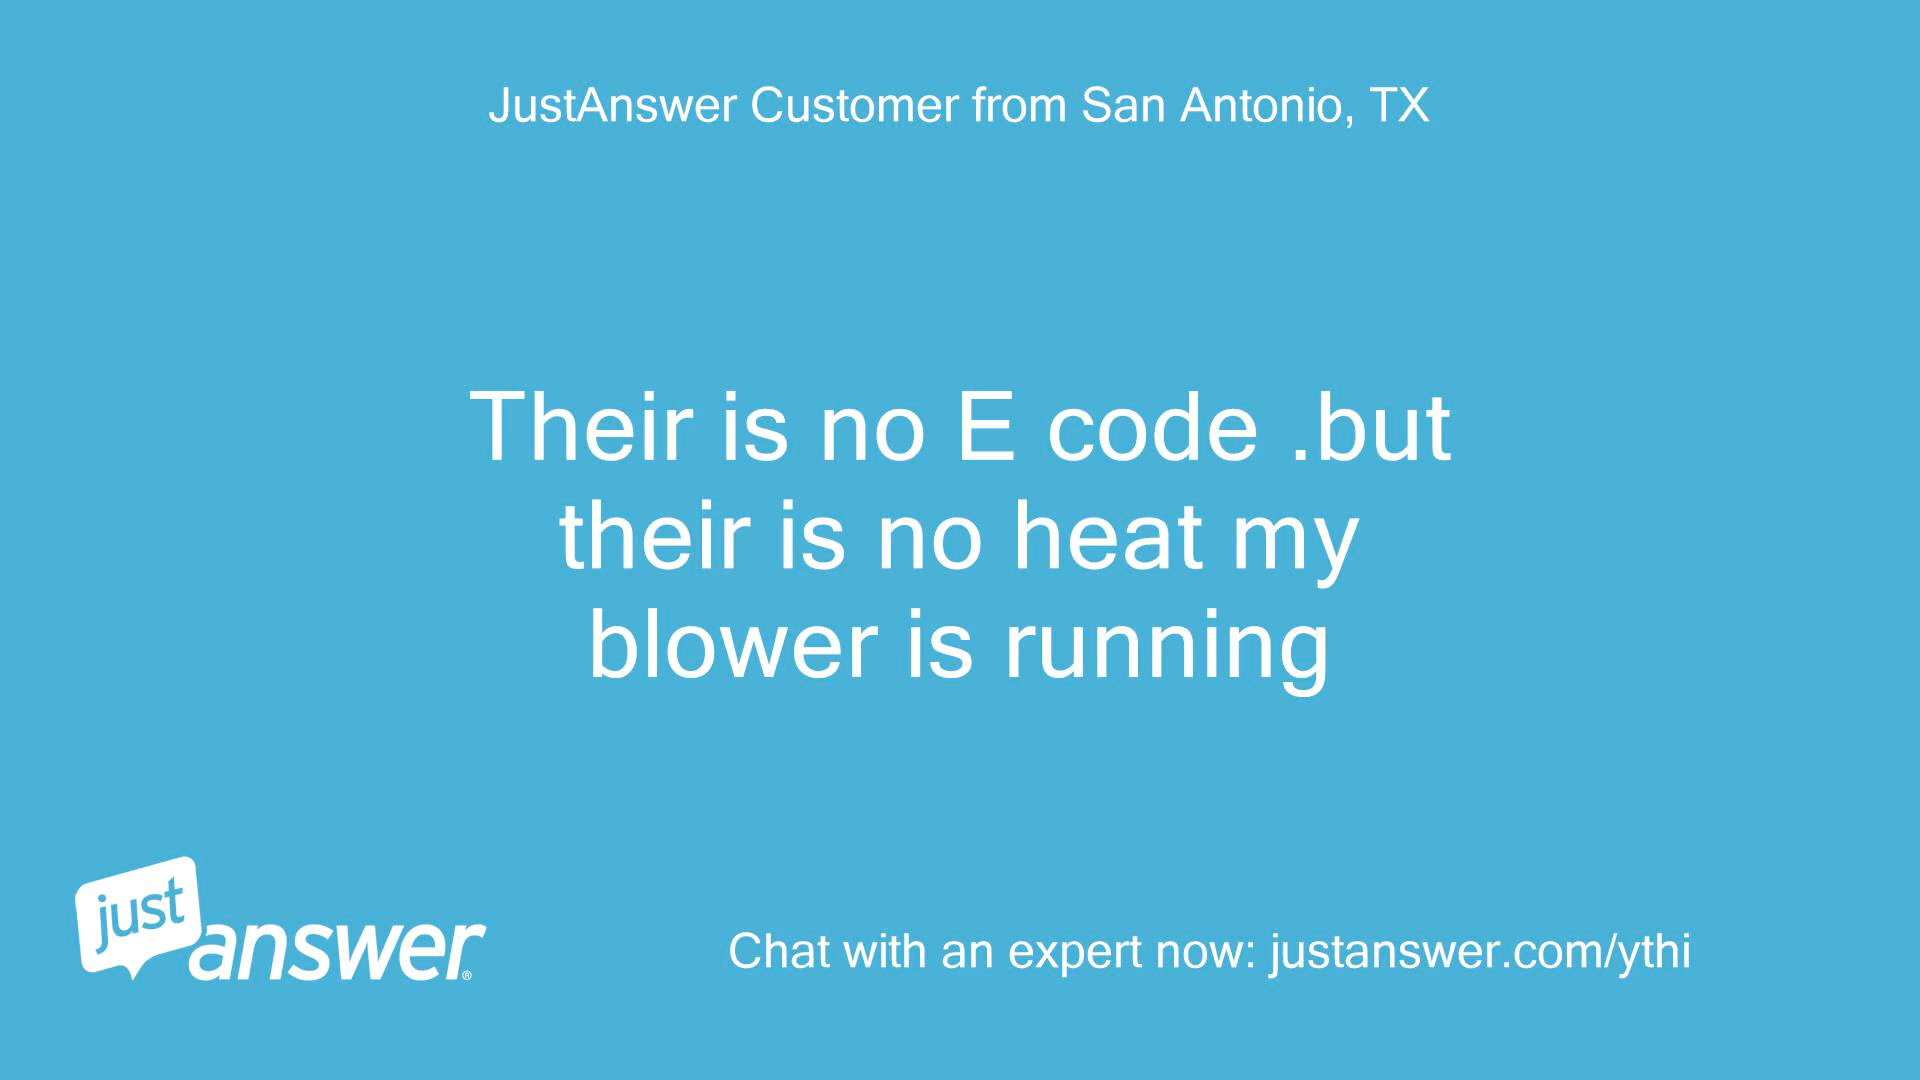 JustAnswer Customer from San Antonio, TX
Their is no E code .but
their is no heat my
blower is running
just
answer®
Chat with an expert now: justanswer.com/ythi